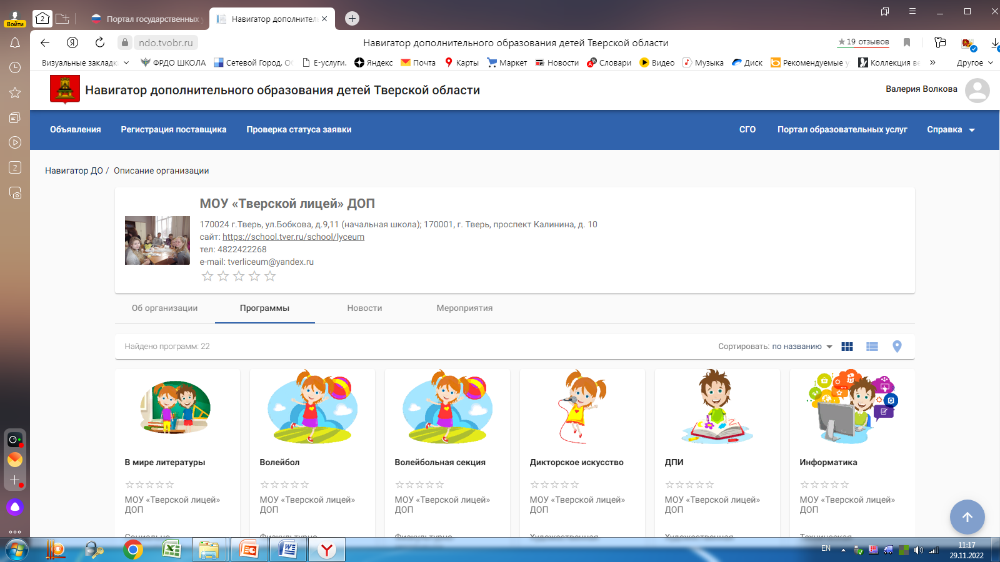 Войти
2
Портал государственных у
Навигатор дополнител
ndo.tvobr.ru
Навигатор дополнительного образования детей Тверской области
19 отзывов
Визуальные заклад
ФРДО ШКОЛА
Сетевой Город. О
Е-услуги.
Яндекс
Почта
Карты
Маркет
Новости
Словари
Видео
Музыка
Диск
Рекомендуемые у
Коллекция ве
»
Другое
Навигатор дополнительного образования детей Тверской области
Валерия Волкова
Объявления
Регистрация поставщика
Проверка статуса заявки
СГО
Портал образовательных услуг
Справка
2
Навигатор ДО / Описание организации
МОУ «Тверской лицей» ДОП
170024 г.Тверь, ул.Бобкова, д.9,11 (начальная школа); 170001, г. Тверь, проспект Калинина, д. 10
сайт: https://school.tver.ru/school/lyceum
тел: 4822422268
e-mail: tverliceum@yandex.ru
Об организации
Программы
Новости
Мероприятия
Найдено программ: 22
Сортировать: по названию
В мире литературы
Волейбол
Волейбольная секция
Дикторское искусство
ДПИ
Информатика
МОУ «Тверской лицей» ДОП
МОУ «Тверской лицей» ДОП
МОУ «Тверской лицей» ДОП
МОУ «Тверской лицей» ДОП
МОУ «Тверской лицей» ДОП
МОУ «Тверской лицей» ДОП
Социально
Физкультурно
Физкультурно
Художественная
Художественная
Техническая
EN
11:17
29.11.2022